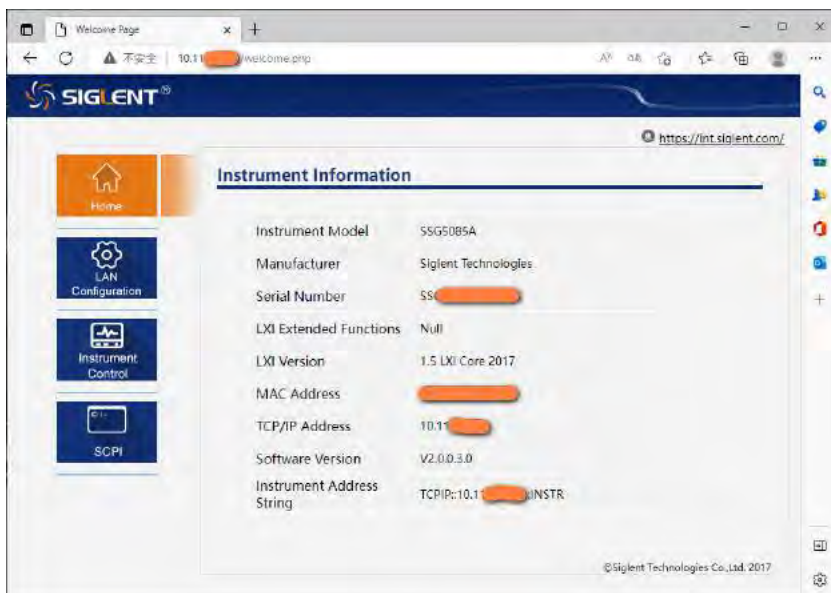 Welcome Page
不安全 10.11 /welcome.php
SIGLENT®
https://int.siglent.com/
Home
LAN
Configuration
Instrument
Control
SCPI
Instrument Information
Instrument Model SSG5085A
Manufacturer Siglent Technologies
Serial Number SS
LXI Extended Functions Null
LXI Version 1.5 LXI Core 2017
MAC Address
TCP/IP Address 10.11
Software Version V2.0.0.3.0
Instrument Address
String
TCPIP::10.11 ::INSTR
©Siglent Technologies Co.,Ltd. 2017